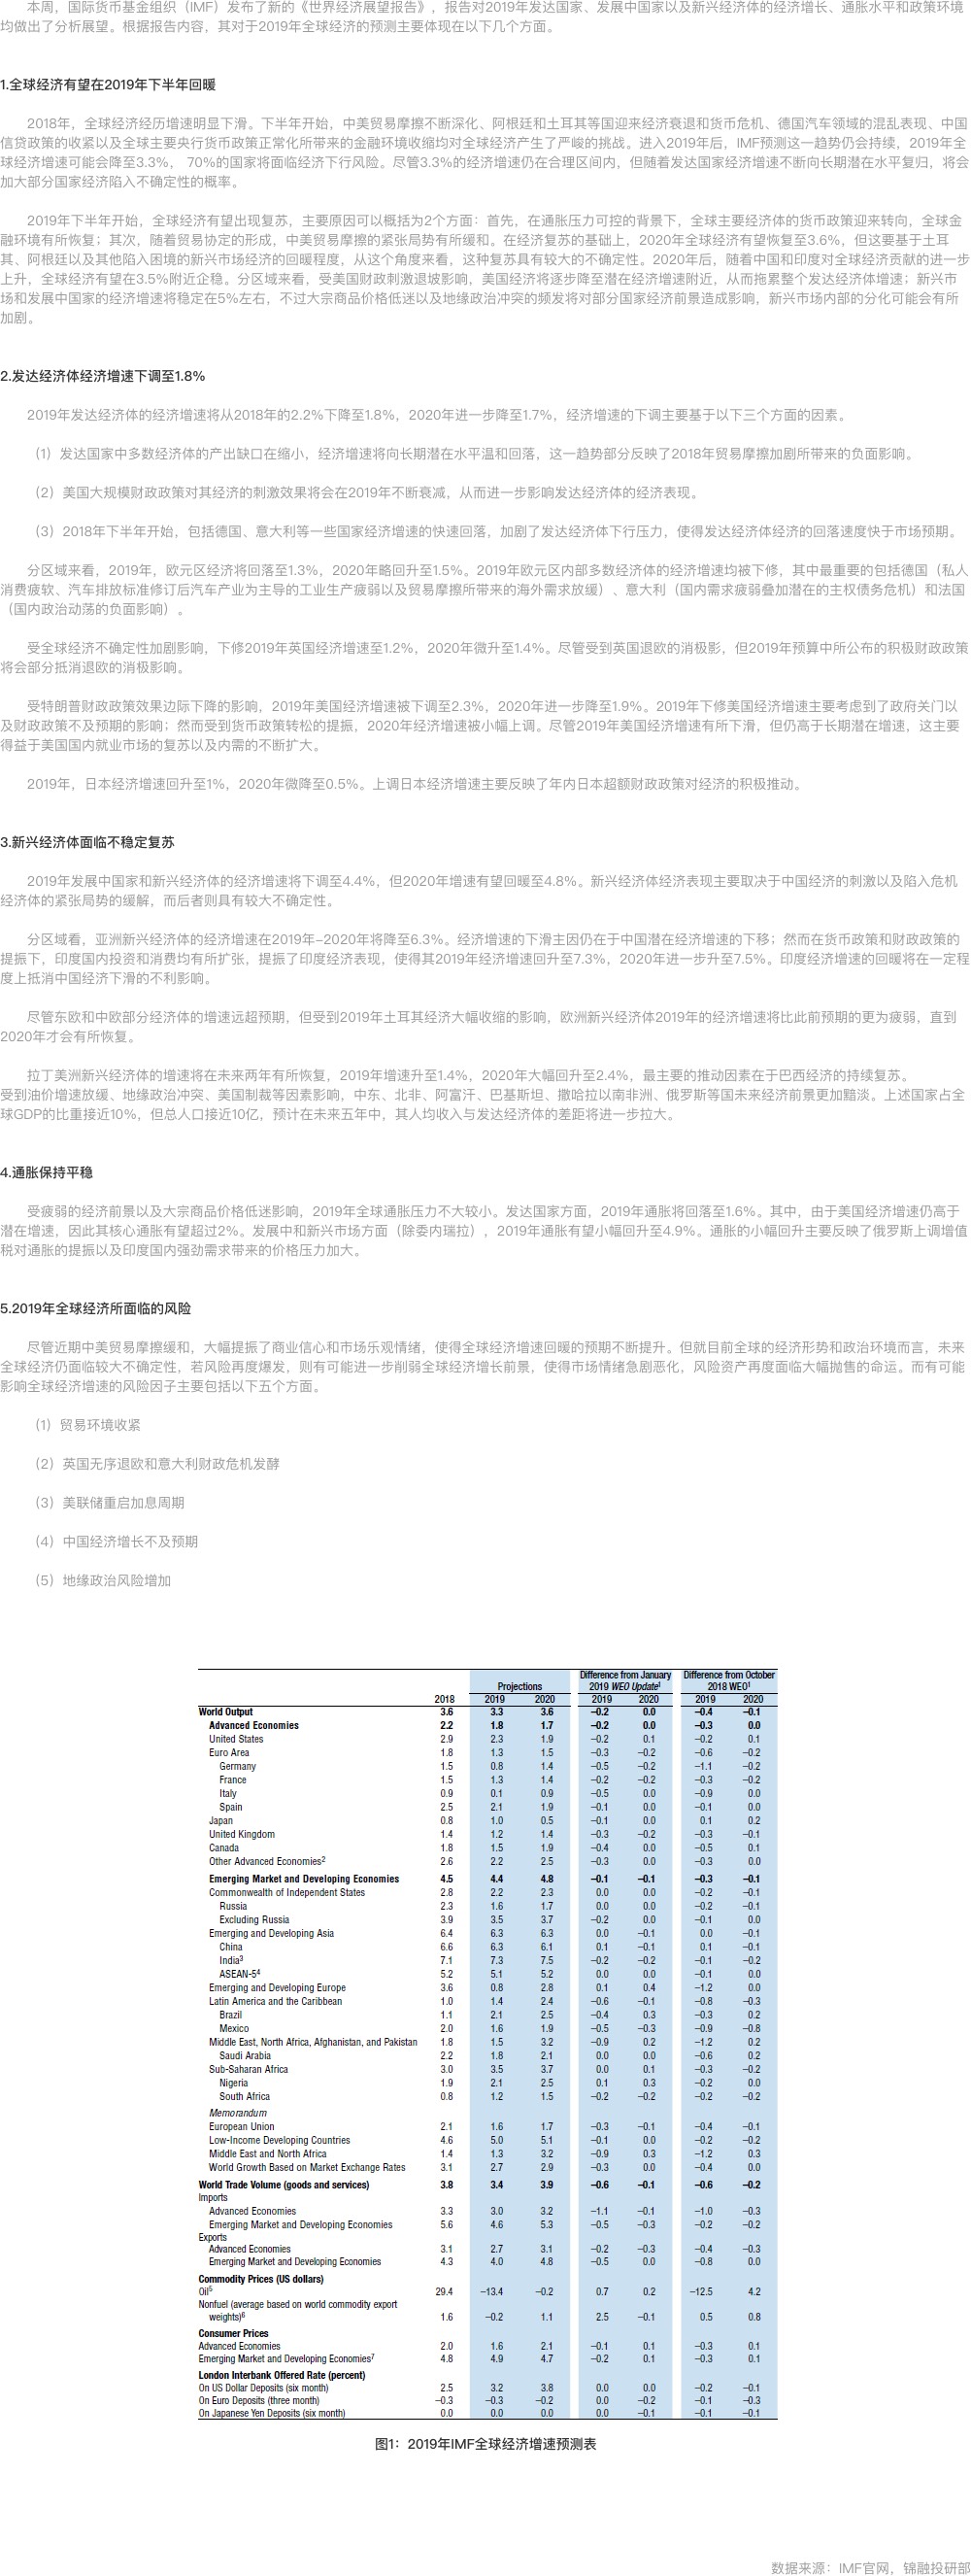 本周，国际货币基金组织（IMF）发布了新的《世界经济展望报告》，报告对2019年发达国家、发展中国家以及新兴经济体的经济增长、通胀水平和政策环境
均做出了分析展望。根据报告内容，其对于2019年全球经济的预测主要体现在以下几个方面。
1.全球经济有望在2019年下半年回暖
2018年，全球经济经历增速明显下滑。下半年开始，中美贸易摩擦不断深化、阿根廷和土耳其等国迎来经济衰退和货币危机、德国汽车领域的混乱表现、中国
信贷政策的收紧以及全球主要央行货币政策正常化所带来的金融环境收缩均对全球经济产生了严峻的挑战。进入2019年后，IMF预测这一趋势仍会持续，2019年全
球经济增速可能会降至3.3%， 70%的国家将面临经济下行风险。尽管3.3%的经济增速仍在合理区间内，但随着发达国家经济增速不断向长期潜在水平复归，将会
加大部分国家经济陷入不确定性的概率。
2019年下半年开始，全球经济有望出现复苏，主要原因可以概括为2个方面：首先，在通胀压力可控的背景下，全球主要经济体的货币政策迎来转向，全球金
融环境有所恢复；其次，随着贸易协定的形成，中美贸易摩擦的紧张局势有所缓和。在经济复苏的基础上，2020年全球经济有望恢复至3.6%，但这要基于土耳
其、阿根廷以及其他陷入困境的新兴市场经济的回暖程度，从这个角度来看，这种复苏具有较大的不确定性。2020年后，随着中国和印度对全球经济贡献的进一步
上升，全球经济有望在3.5%附近企稳。分区域来看，受美国财政刺激退坡影响，美国经济将逐步降至潜在经济增速附近，从而拖累整个发达经济体增速；新兴市
场和发展中国家的经济增速将稳定在5%左右，不过大宗商品价格低迷以及地缘政治冲突的频发将对部分国家经济前景造成影响，新兴市场内部的分化可能会有所
加剧。
2.发达经济体经济增速下调至1.8%
2019年发达经济体的经济增速将从2018年的2.2%下降至1.8%，2020年进一步降至1.7%，经济增速的下调主要基于以下三个方面的因素。
（1）发达国家中多数经济体的产出缺口在缩小，经济增速将向长期潜在水平温和回落，这一趋势部分反映了2018年贸易摩擦加剧所带来的负面影响。
（2）美国大规模财政政策对其经济的刺激效果将会在2019年不断衰减，从而进一步影响发达经济体的经济表现。
（3）2018年下半年开始，包括德国、意大利等一些国家经济增速的快速回落，加剧了发达经济体下行压力，使得发达经济体经济的回落速度快于市场预期。
分区域来看，2019年，欧元区经济将回落至1.3%，2020年略回升至1.5%。2019年欧元区内部多数经济体的经济增速均被下修，其中最重要的包括德国（私人
消费疲软、汽车排放标准修订后汽车产业为主导的工业生产疲弱以及贸易摩擦所带来的海外需求放缓）、意大利（国内需求疲弱叠加潜在的主权债务危机）和法国
（国内政治动荡的负面影响）。
受全球经济不确定性加剧影响，下修2019年英国经济增速至1.2%，2020年微升至1.4%。尽管受到英国退欧的消极影，但2019年预算中所公布的积极财政政策
将会部分抵消退欧的消极影响。
受特朗普财政政策效果边际下降的影响，2019年美国经济增速被下调至2.3%，2020年进一步降至1.9%。2019年下修美国经济增速主要考虑到了政府关门以
及财政政策不及预期的影响；然而受到货币政策转松的提振，2020年经济增速被小幅上调。尽管2019年美国经济增速有所下滑，但仍高于长期潜在增速，这主要
得益于美国国内就业市场的复苏以及内需的不断扩大。
2019年，日本经济增速回升至1%，2020年微降至0.5%。上调日本经济增速主要反映了年内日本超额财政政策对经济的积极推动。
3.新兴经济体面临不稳定复苏
2019年发展中国家和新兴经济体的经济增速将下调至4.4%，但2020年增速有望回暖至4.8%。新兴经济体经济表现主要取决于中国经济的刺激以及陷入危机
经济体的紧张局势的缓解，而后者则具有较大不确定性。
分区域看，亚洲新兴经济体的经济增速在2019年-2020年将降至6.3%。经济增速的下滑主因仍在于中国潜在经济增速的下移；然而在货币政策和财政政策的
提振下，印度国内投资和消费均有所扩张，提振了印度经济表现，使得其2019年经济增速回升至7.3%，2020年进一步升至7.5%。印度经济增速的回暖将在一定程
度上抵消中国经济下滑的不利影响。
尽管东欧和中欧部分经济体的增速远超预期，但受到2019年土耳其经济大幅收缩的影响，欧洲新兴经济体2019年的经济增速将比此前预期的更为疲弱，直到
2020年才会有所恢复。
拉丁美洲新兴经济体的增速将在未来两年有所恢复，2019年增速升至1.4%，2020年大幅回升至2.4%，最主要的推动因素在于巴西经济的持续复苏。
受到油价增速放缓、地缘政治冲突、美国制裁等因素影响，中东、北非、阿富汗、巴基斯坦、撒哈拉以南非洲、俄罗斯等国未来经济前景更加黯淡。上述国家占全
球GDP的比重接近10%，但总人口接近10亿，预计在未来五年中，其人均收入与发达经济体的差距将进一步拉大。
4.通胀保持平稳
受疲弱的经济前景以及大宗商品价格低迷影响，2019年全球通胀压力不大较小。发达国家方面，2019年通胀将回落至1.6%。其中，由于美国经济增速仍高于
潜在增速，因此其核心通胀有望超过2%。发展中和新兴市场方面（除委内瑞拉），2019年通胀有望小幅回升至4.9%。通胀的小幅回升主要反映了俄罗斯上调增值
税对通胀的提振以及印度国内强劲需求带来的价格压力加大。
5.2019年全球经济所面临的风险
尽管近期中美贸易摩擦缓和，大幅提振了商业信心和市场乐观情绪，使得全球经济增速回暖的预期不断提升。但就目前全球的经济形势和政治环境而言，未来
全球经济仍面临较大不确定性，若风险再度爆发，则有可能进一步削弱全球经济增长前景，使得市场情绪急剧恶化，风险资产再度面临大幅抛售的命运。而有可能
影响全球经济增速的风险因子主要包括以下五个方面。
（1）贸易环境收紧
（2）英国无序退欧和意大利财政危机发酵
（3）美联储重启加息周期
（4）中国经济增长不及预期
（5）地缘政治风险增加
Difference from January Difference from October
Projections 2019 WEO Update¹ 2018 WEO¹
2018 2019 2020 2019 2020 2019 2020
World Output 3.6 3.3 3.6 –0.2 0.0 –0.4 –0.1
Advanced Economies 2.2 1.8 1.7 –0.2 0.0 –0.3 0.0
United States 2.9 2.3 1.9 –0.2 0.1 –0.2 0.1
Euro Area 1.8 1.3 1.5 –0.3 –0.2 –0.6 –0.2
Germany 1.5 0.8 1.4 –0.5 –0.2 –1.1 –0.2
France 1.5 1.3 1.4 –0.2 –0.2 –0.3 –0.2
Italy 0.9 0.1 0.9 –0.5 0.0 –0.9 0.0
Spain 2.5 2.1 1.9 –0.1 0.0 –0.1 0.0
Japan 0.8 1.0 0.5 –0.1 0.0 0.1 0.2
United Kingdom 1.4 1.2 1.4 –0.3 –0.2 –0.3 –0.1
Canada 1.8 1.5 1.9 –0.4 0.0 –0.5 0.1
Other Advanced Economies² 2.6 2.2 2.5 –0.3 0.0 –0.3 0.0
Emerging Market and Developing Economies 4.5 4.4 4.8 –0.1 –0.1 –0.3 –0.1
Commonwealth of Independent States 2.8 2.2 2.3 0.0 0.0 –0.2 –0.1
Russia 2.3 1.6 1.7 0.0 0.0 –0.2 –0.1
Excluding Russia 3.9 3.5 3.7 –0.2 0.0 –0.1 0.0
Emerging and Developing Asia 6.4 6.3 6.3 0.0 –0.1 0.0 –0.1
China 6.6 6.3 6.1 0.1 –0.1 0.1 –0.1
India³ 7.1 7.3 7.5 –0.2 –0.2 –0.1 –0.2
ASEAN-5⁴ 5.2 5.1 5.2 0.0 0.0 –0.1 0.0
Emerging and Developing Europe 3.6 0.8 2.8 0.1 0.4 –1.2 0.0
Latin America and the Caribbean 1.0 1.4 2.4 –0.6 –0.1 –0.8 –0.3
Brazil 1.1 2.1 2.5 –0.4 0.3 –0.3 0.2
Mexico 2.0 1.6 1.9 –0.5 –0.3 –0.9 –0.8
Middle East, North Africa, Afghanistan, and Pakistan 1.8 1.5 3.2 –0.9 0.2 –1.2 0.2
Saudi Arabia 2.2 1.8 2.1 0.0 0.0 –0.6 0.2
Sub-Saharan Africa 3.0 3.5 3.7 0.0 0.1 –0.3 –0.2
Nigeria 1.9 2.1 2.5 0.1 0.3 –0.2 0.0
South Africa 0.8 1.2 1.5 –0.2 –0.2 –0.2 –0.2
Memorandum
European Union 2.1 1.6 1.7 –0.3 –0.1 –0.4 –0.1
Low-Income Developing Countries 4.6 5.0 5.1 –0.1 0.0 –0.2 –0.2
Middle East and North Africa 1.4 1.3 3.2 –0.9 0.3 –1.2 0.3
World Growth Based on Market Exchange Rates 3.1 2.7 2.9 –0.3 0.0 –0.4 0.0
World Trade Volume (goods and services) 3.8 3.4 3.9 –0.6 –0.1 –0.6 –0.2
Imports
Advanced Economies 3.3 3.0 3.2 –1.1 –0.1 –1.0 –0.3
Emerging Market and Developing Economies 5.6 4.6 5.3 –0.5 –0.3 –0.2 –0.2
Exports
Advanced Economies 3.1 2.7 3.1 –0.2 –0.3 –0.4 –0.3
Emerging Market and Developing Economies 4.3 4.0 4.8 –0.5 0.0 –0.8 0.0
Commodity Prices (US dollars)
Oil⁵ 29.4 –13.4 –0.2 0.7 0.2 –12.5 4.2
Nonfuel (average based on world commodity export
weights)⁶ 1.6 –0.2 1.1 2.5 –0.1 0.5 0.8
Consumer Prices
Advanced Economies 2.0 1.6 2.1 –0.1 0.1 –0.3 0.1
Emerging Market and Developing Economies⁷ 4.8 4.9 4.7 –0.2 0.1 –0.3 0.1
London Interbank Offered Rate (percent)
On US Dollar Deposits (six month) 2.5 3.2 3.8 0.0 0.0 –0.2 –0.1
On Euro Deposits (three month) –0.3 –0.3 –0.2 0.0 –0.2 –0.1 –0.3
On Japanese Yen Deposits (six month) 0.0 0.0 0.0 0.0 –0.1 –0.1 –0.1
图1：2019年IMF全球经济增速预测表
数据来源：IMF官网，锦融投研部